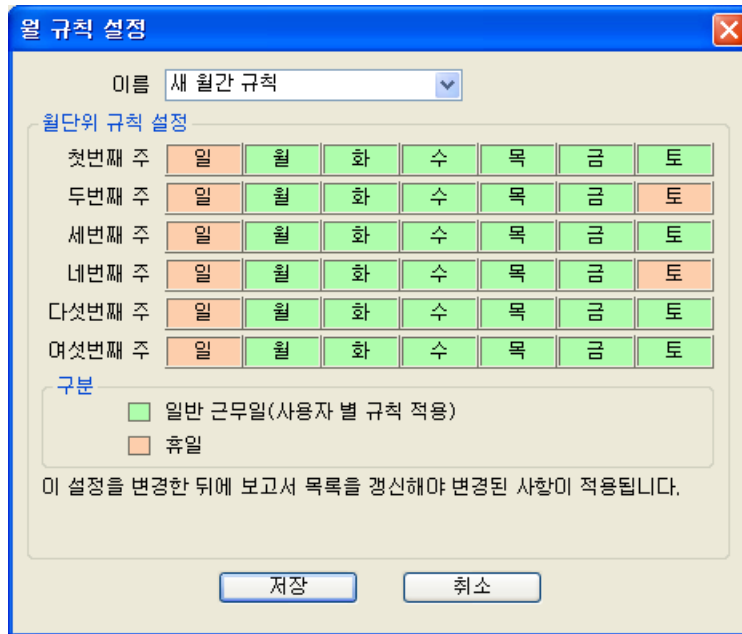 월 규칙 설정
이름 새 월간 규칙
월단위 규칙 설정
첫번째 주 일 월 화 수 목 금 토
두번째 주 일 월 화 수 목 금 토
세번째 주 일 월 화 수 목 금 토
네번째 주 일 월 화 수 목 금 토
다섯번째 주 일 월 화 수 목 금 토
여섯번째 주 일 월 화 수 목 금 토
구분
일반 근무일(사용자 별 규칙 적용)
휴일
이 설정을 변경한 뒤에 보고서 목록을 갱신해야 변경된 사항이 적용됩니다.
저장 취소